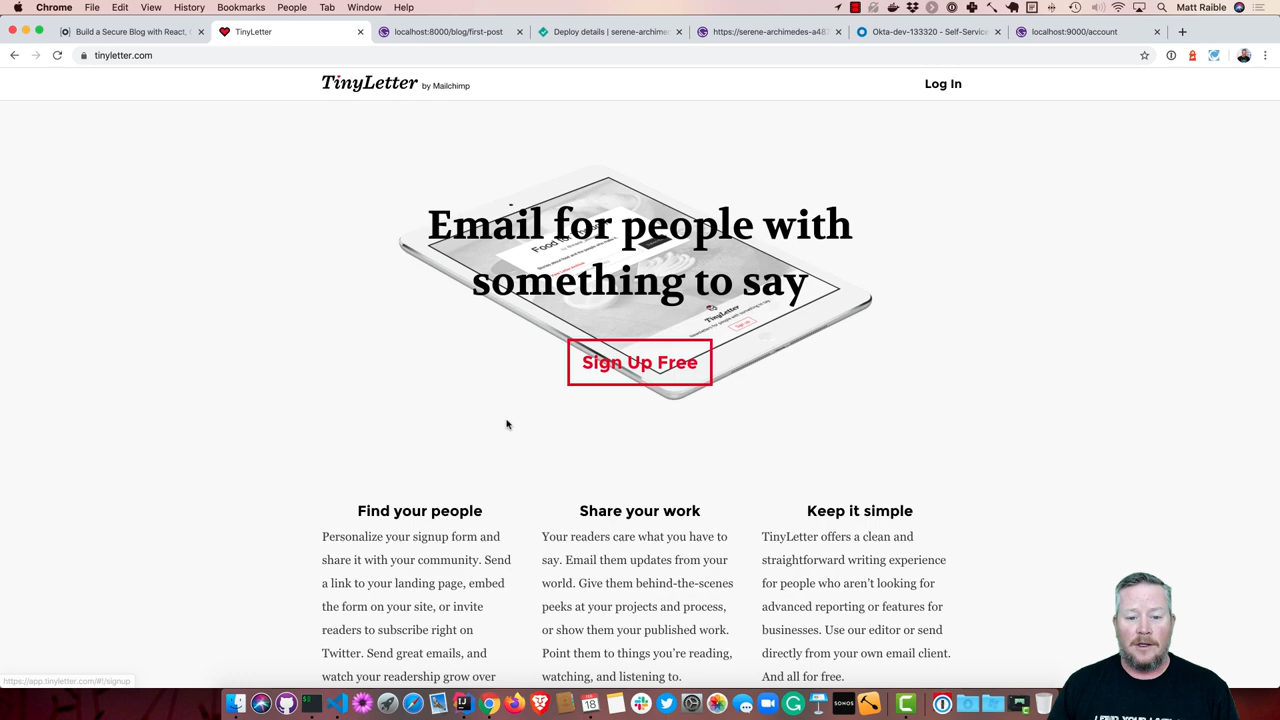 Chrome File Edit View History Bookmarks People Tab Window Help Matt Raible
Build a Secure Blog with React, TinyLetter localhost:8000/blog/first-post Deploy details | serene-archime https://serene-archimedes-a48 Okta-dev-133320 - Self-Service localhost:9000/account
tinyletter.com
TinyLetter by Mailchimp
Log In
Email for people with
something to say
TinyLetter
Sign Up Free
Find your people
Personalize your signup form and
share it with your community. Send
a link to your landing page, embed
the form on your site, or invite
readers to subscribe right on
Twitter. Send great emails, and
watch your readership grow over
Share your work
Your readers care what you have to
say. Email them updates from your
world. Give them behind-the-scenes
peeks at your projects and process,
or show them your published work.
Point them to things you're reading,
watching, and listening to.
Keep it simple
TinyLetter offers a clean and
straightforward writing experience
for people who aren't looking for
advanced reporting or features for
businesses. Use our editor or send
directly from your own email client.
And all for free.
https://app.tinyletter.com/#!/signup
18
SONOS